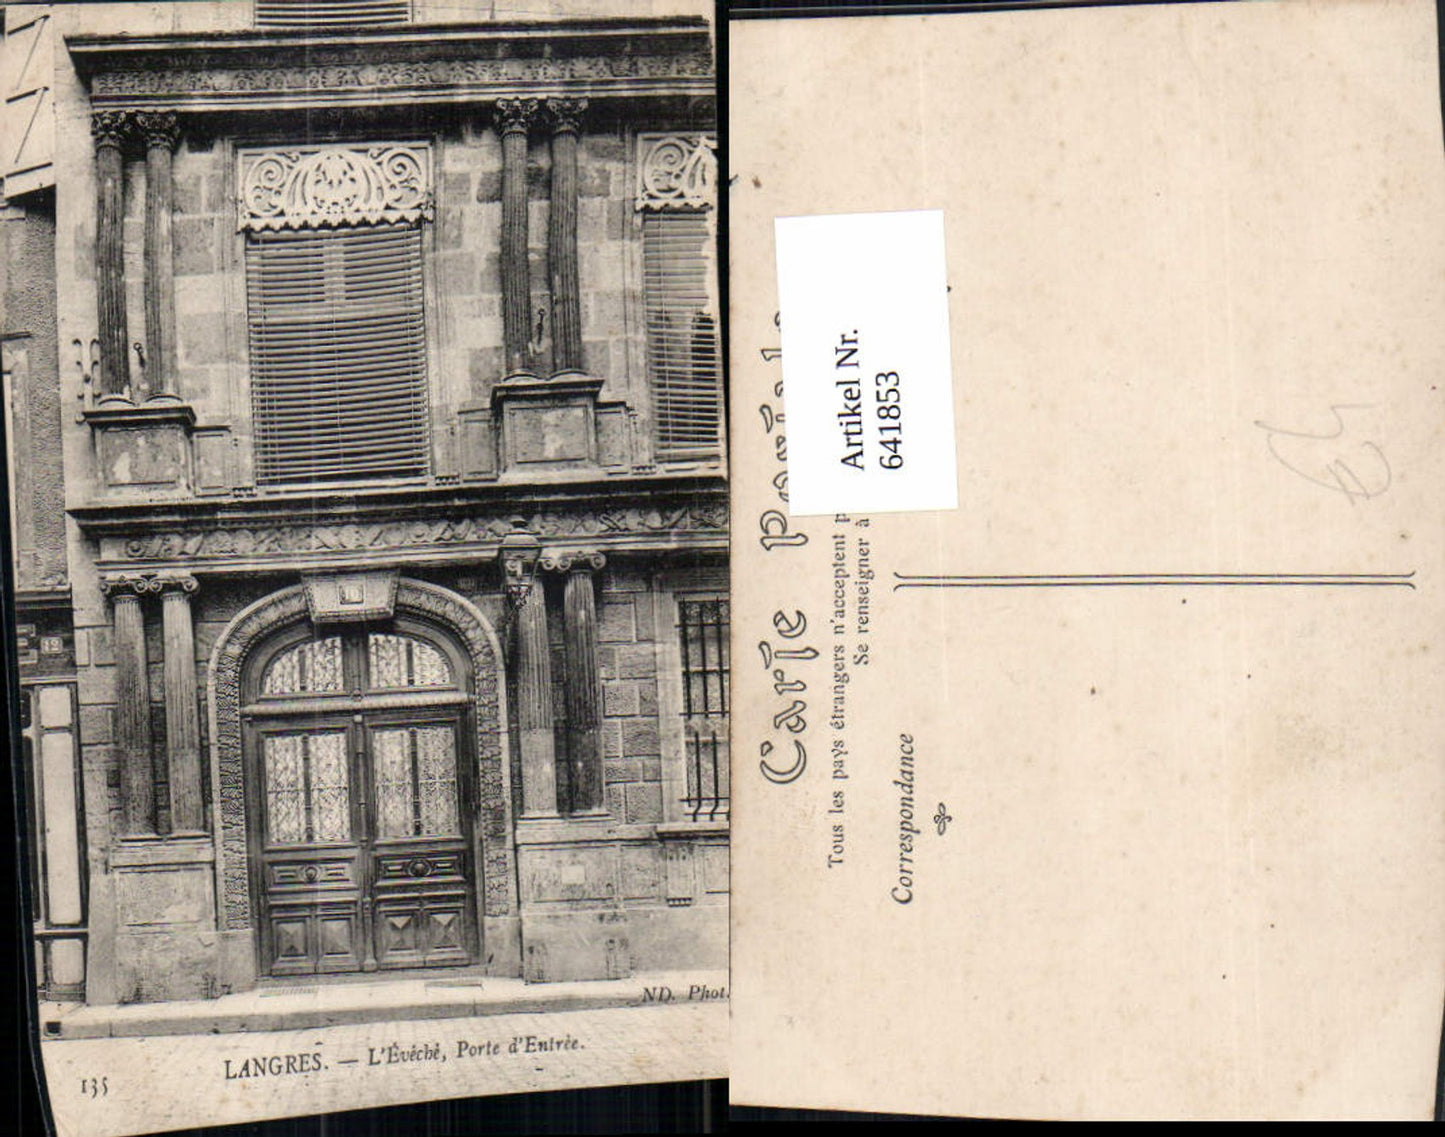 10
12
ND. Phot.
135
LANGRES. — L'Évêché, Porte d'Entrée.
Artikel Nr.
641853
Carte
Tous les pays étrangers n'acceptent p
Se renseigner à
Correspondance